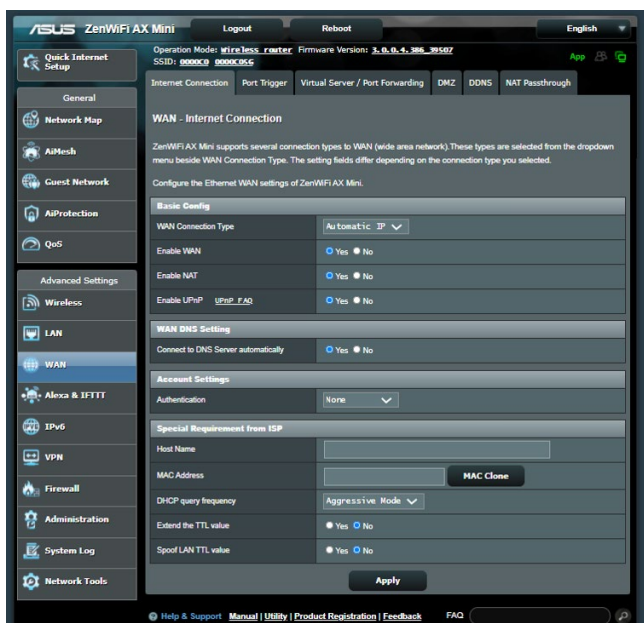 ASUS ZenWiFi AX Mini Logout Reboot English
Operation Mode: Wireless router Firmware Version: 3.0.0.4.386_39507
SSID: 0000C0 0000C05G
App
Quick Internet Setup
General
Network Map
AiMesh
Guest Network
AiProtection
QoS
Advanced Settings
Wireless
LAN
WAN
Alexa & IFTTT
IPv6
VPN
Firewall
Administration
System Log
Network Tools
Internet Connection Port Trigger Virtual Server / Port Forwarding DMZ DDNS NAT Passthrough
WAN - Internet Connection
ZenWiFi AX Mini supports several connection types to WAN (wide area network).These types are selected from the dropdown
menu beside WAN Connection Type. The setting fields differ depending on the connection type you selected.
Configure the Ethernet WAN settings of ZenWiFi AX Mini.
Basic Config
WAN Connection Type Automatic IP
Enable WAN Yes No
Enable NAT Yes No
Enable UPnP UPnP FAQ Yes No
WAN DNS Setting
Connect to DNS Server automatically Yes No
Account Settings
Authentication None
Special Requirement from ISP
Host Name
MAC Address MAC Clone
DHCP query frequency Aggressive Mode
Extend the TTL value Yes No
Spoof LAN TTL value Yes No
Apply
Help & Support Manual | Utility | Product Registration | Feedback FAQ